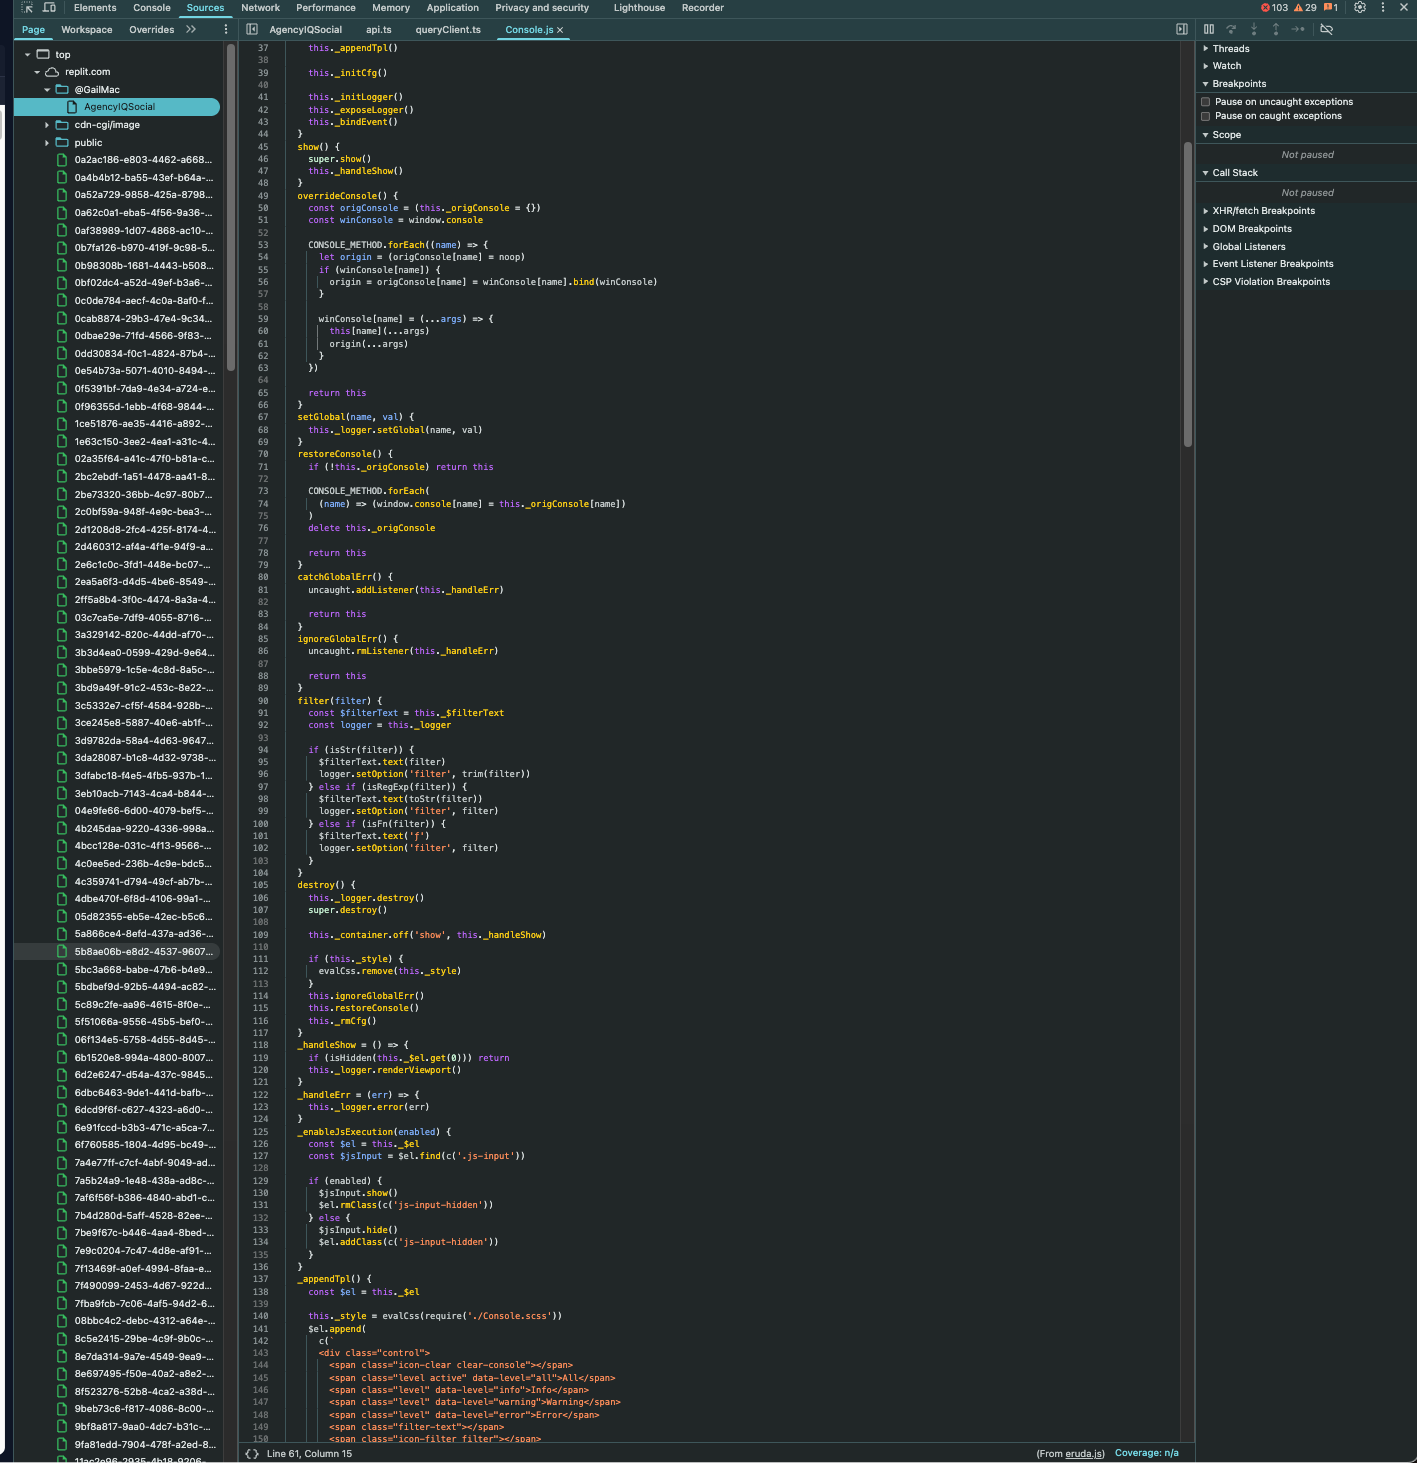 Elements Console Sources Network Performance Memory Application Privacy and security Lighthouse Recorder 103 29 1
Page Workspace Overrides AgencyIQSocial api.ts queryClient.ts Console.js
top
replit.com
@GailMac
AgencyIQSocial
cdn-cgi/image
public
0a2ac186-e803-4462-a668...
0a4b4b12-ba55-43ef-b64a-...
0a52a729-9858-425a-8798...
0a62c0a1-eba5-4f56-9a36-...
0af38989-1d07-4868-ac10-...
0b7fa126-b970-419f-9c98-5...
0b98308b-1681-4443-b508...
0bf02dc4-a52d-49ef-b3a6-...
0c0de784-aecf-4c0a-8af0-f...
0cab8874-29b3-47e4-9c34...
0dbae29e-71fd-4566-9f83-...
0dd30834-f0c1-4824-87b4-...
0e54b73a-5071-4010-8494-...
0f5391bf-7da9-4e34-a724-e...
0f96355d-1ebb-4f68-9844-...
1ce51876-ae35-4416-a892-...
1e63c150-3ee2-4ea1-a31c-4...
02a35f64-a41c-47f0-b81a-c...
2bc2ebdf-1a51-4478-aa41-8...
2be73320-36bb-4c97-80b7...
2c0bf59a-948f-4e9c-bea3-...
2d1208d8-2fc4-425f-8174-4...
2d460312-af4a-4f1e-94f9-a...
2e6c1c0c-3fd1-448e-bc07-...
2ea5a6f3-d4d5-4be6-8549-...
2ff5a8b4-3f0c-4474-8a3a-4...
03c7ca5e-7df9-4055-8716-...
3a329142-820c-44dd-af70-...
3b3d4ea0-0599-429d-9e64...
3bbe5979-1c5e-4c8d-8a5c-...
3bd9a49f-91c2-453c-8e22-...
3c5332e7-cf5f-4584-928b-...
3ce245e8-5887-40e6-ab1f-...
3d9782da-58a4-4d63-9647...
3da28087-b1c8-4d32-9738-...
3dfabc18-f4e5-4fb5-937b-1...
3eb10acb-7143-4ca4-b844-...
04e9fe66-6d00-4079-bef5-...
4b245daa-9220-4336-998a...
4bcc128e-031c-4f13-9566-...
4c0ee5ed-236b-4c9e-bdc5...
4c359741-d794-49cf-ab7b-...
4dbe470f-6f8d-4106-99a1-...
05d82355-eb5e-42ec-b5c6...
5a866ce4-8efd-437a-ad36-...
5b8ae06b-e8d2-4537-9607...
5bc3a668-babe-47b6-b4e9...
5bdbef9d-92b5-4494-ac82-...
5c89c2fe-aa96-4615-8f0e-...
5f51066a-9556-45b5-bef0-...
06f134e5-5758-4d55-8d45-...
6b1520e8-994a-4800-8007...
6d2e6247-d54a-437c-9845...
6dbc6463-9de1-441d-bafb-...
6dcd9f6f-c627-4323-a6d0-...
6e91fccd-b3b3-471c-a5ca-7...
6f760585-1804-4d95-bc49-...
7a4e77ff-c7cf-4abf-9049-ad...
7a5b24a9-1e48-438a-ad8c-...
7af6f56f-b386-4840-abd1-c...
7b4d280d-5aff-4528-82ee-...
7be9f67c-b446-4aa4-8bed-...
7e9c0204-7c47-4d8e-af91-...
7f13469f-a0ef-4994-8faa-e...
7f490099-2453-4d67-922d...
7fba9fcb-7c06-4af5-94d2-6...
08bbc4c2-debc-4312-a64e-...
8c5e2415-29be-4c9f-9b0c-...
8e7da314-9a7e-4549-9ea9-...
8e697495-f50e-40a2-a8e2-...
8f523276-52b8-4ca2-a38d-...
9beb73c6-f817-4086-8c00-...
9bf8a817-9aa0-4dc7-b31c-...
9fa81edd-7904-478f-a2ed-8...
37 this._appendTpl()
38
39 this._initCfg()
40
41 this._initLogger()
42 this._exposeLogger()
43 this._bindEvent()
44 }
45 show() {
46 super.show()
47 this._handleShow()
48 }
49 overrideConsole() {
50 const origConsole = (this._origConsole = {})
51 const winConsole = window.console
52
53 CONSOLE_METHOD.forEach((name) => {
54 let origin = (origConsole[name] = noop)
55 if (winConsole[name]) {
56 origin = origConsole[name] = winConsole[name].bind(winConsole)
57 }
58
59 winConsole[name] = (...args) => {
60 this[name](...args)
61 origin(...args)
62 }
63 })
64
65 return this
66 }
67 setGlobal(name, val) {
68 this._logger.setGlobal(name, val)
69 }
70 restoreConsole() {
71 if (!this._origConsole) return this
72
73 CONSOLE_METHOD.forEach(
74 (name) => (window.console[name] = this._origConsole[name])
75 )
76 delete this._origConsole
77
78 return this
79 }
80 catchGlobalErr() {
81 uncaught.addListener(this._handleErr)
82
83 return this
84 }
85 ignoreGlobalErr() {
86 uncaught.rmListener(this._handleErr)
87
88 return this
89 }
90 filter(filter) {
91 const $filterText = this._$filterText
92 const logger = this._logger
93
94 if (isStr(filter)) {
95 $filterText.text(filter)
96 logger.setOption('filter', trim(filter))
97 } else if (isRegExp(filter)) {
98 $filterText.text(toStr(filter))
99 logger.setOption('filter', filter)
100 } else if (isFn(filter)) {
101 $filterText.text('ƒ')
102 logger.setOption('filter', filter)
103 }
104 }
105 destroy() {
106 this._logger.destroy()
107 super.destroy()
108
109 this._container.off('show', this._handleShow)
110
111 if (this._style) {
112 evalCss.remove(this._style)
113 }
114 this.ignoreGlobalErr()
115 this.restoreConsole()
116 this._rmCfg()
117 }
118 _handleShow = () => {
119 if (isHidden(this._$el.get(0))) return
120 this._logger.renderViewport()
121 }
122 _handleErr = (err) => {
123 this._logger.error(err)
124 }
125 _enableJsExecution(enabled) {
126 const $el = this._$el
127 const $jsInput = $el.find(c('.js-input'))
128
129 if (enabled) {
130 $jsInput.show()
131 $el.rmClass(c('js-input-hidden'))
132 } else {
133 $jsInput.hide()
134 $el.addClass(c('js-input-hidden'))
135 }
136 }
137 _appendTpl() {
138 const $el = this._$el
139
140 this._style = evalCss(require('./Console.scss'))
141 $el.append(
142 c(`
143 <div class="control">
144 <span class="icon-clear clear-console"></span>
145 <span class="level active" data-level="all">All</span>
146 <span class="level" data-level="info">Info</span>
147 <span class="level" data-level="warning">Warning</span>
148 <span class="level" data-level="error">Error</span>
149 <span class="filter-text"></span>
150 <span class="icon-filter filter"></span>
{} Line 61, Column 15 (From eruda.js) Coverage: n/a
Threads
Watch
Breakpoints
Pause on uncaught exceptions
Pause on caught exceptions
Scope
Not paused
Call Stack
Not paused
XHR/fetch Breakpoints
DOM Breakpoints
Global Listeners
Event Listener Breakpoints
CSP Violation Breakpoints